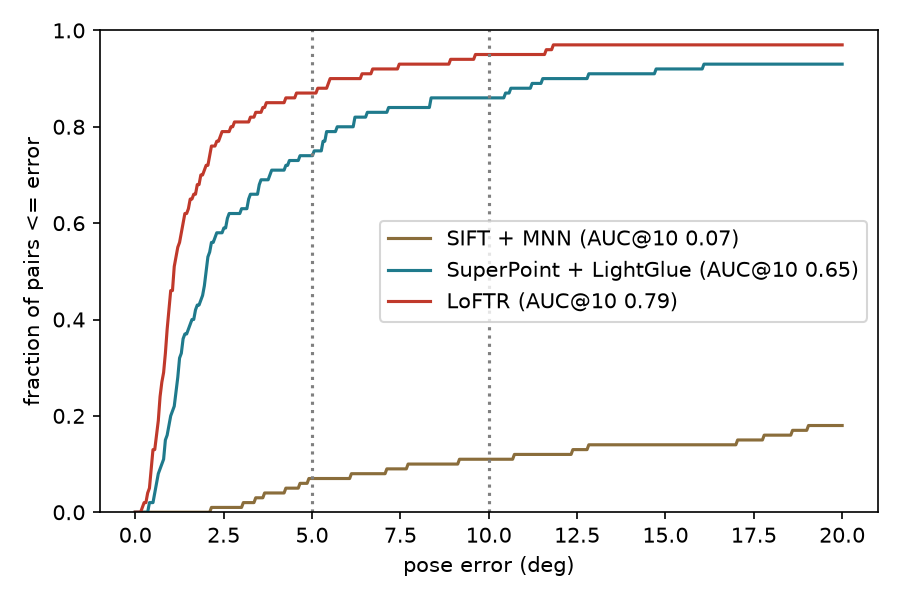 1.0
0.8
0.6
0.4
0.2
0.0
fraction of pairs <= error
SIFT + MNN (AUC@10 0.07)
SuperPoint + LightGlue (AUC@10 0.65)
LoFTR (AUC@10 0.79)
0.0 2.5 5.0 7.5 10.0 12.5 15.0 17.5 20.0
pose error (deg)